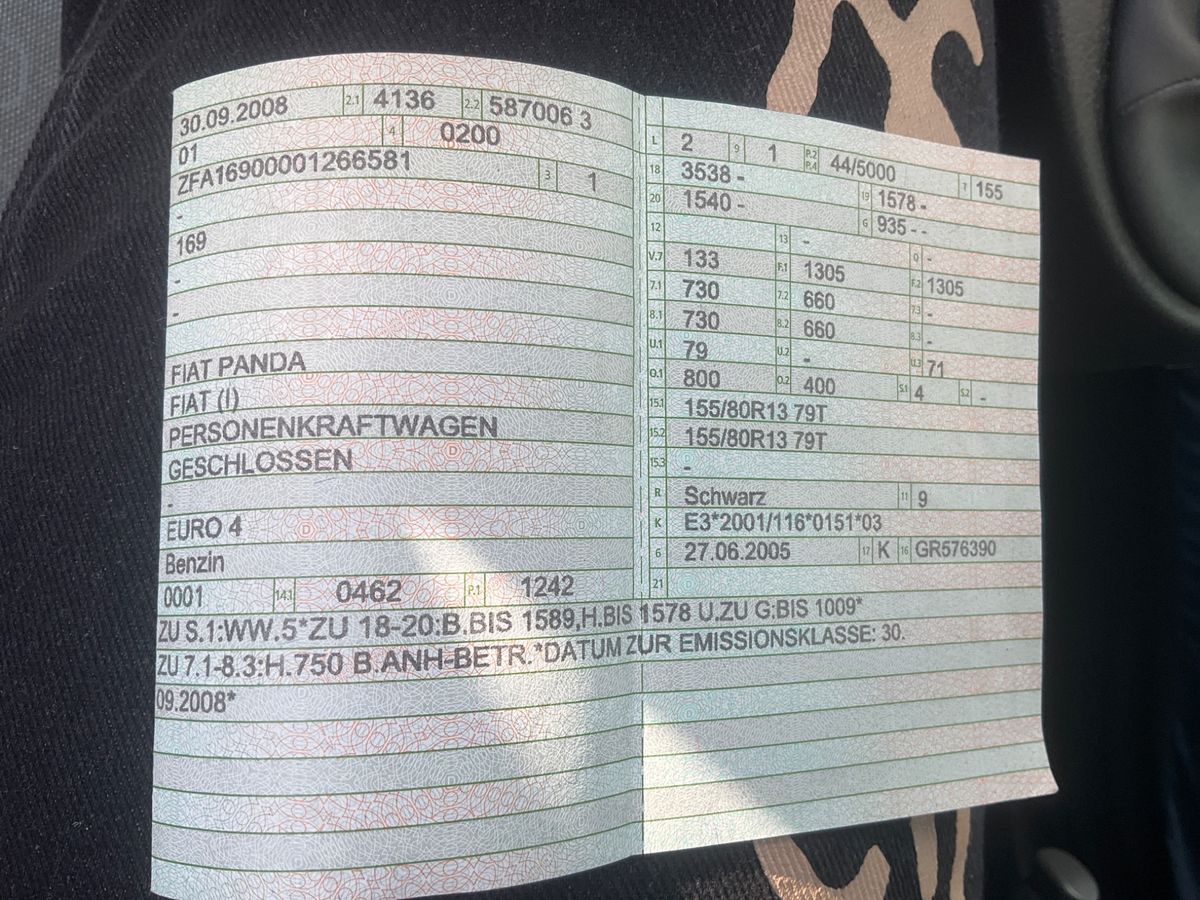 30.09.2008 2.1 4136 2.2 587006 3
01 4 0200
ZFA16900001266581 3 1
-
169
-
-
FIAT PANDA
FIAT (I)
PERSONENKRAFTWAGEN
GESCHLOSSEN
-
EURO 4
Benzin
0001 14.1 0462 P.1 1242
L 2 9 1 P.2 P.4 44/5000 T 155
18 3538 - 19 1578 -
20 1540 - G 935 - -
12 13 - Q -
V.7 133 F.1 1305 F.2 1305
7.1 730 7.2 660 7.3 -
8.1 730 8.2 660 8.3 -
U.1 79 U.2 - U.3 71
O.1 800 O.2 400 S.1 4 S.2 -
15.1 155/80R13 79T
15.2 155/80R13 79T
15.3 -
R Schwarz 11 9
K E3*2001/116*0151*03
6 27.06.2005 17 K 16 GR576390
21
ZU S.1:WW.5*ZU 18-20:B.BIS 1589,H.BIS 1578 U.ZU G:BIS 1009*
ZU 7.1-8.3:H.750 B.ANH-BETR.*DATUM ZUR EMISSIONSKLASSE: 30.
09.2008*